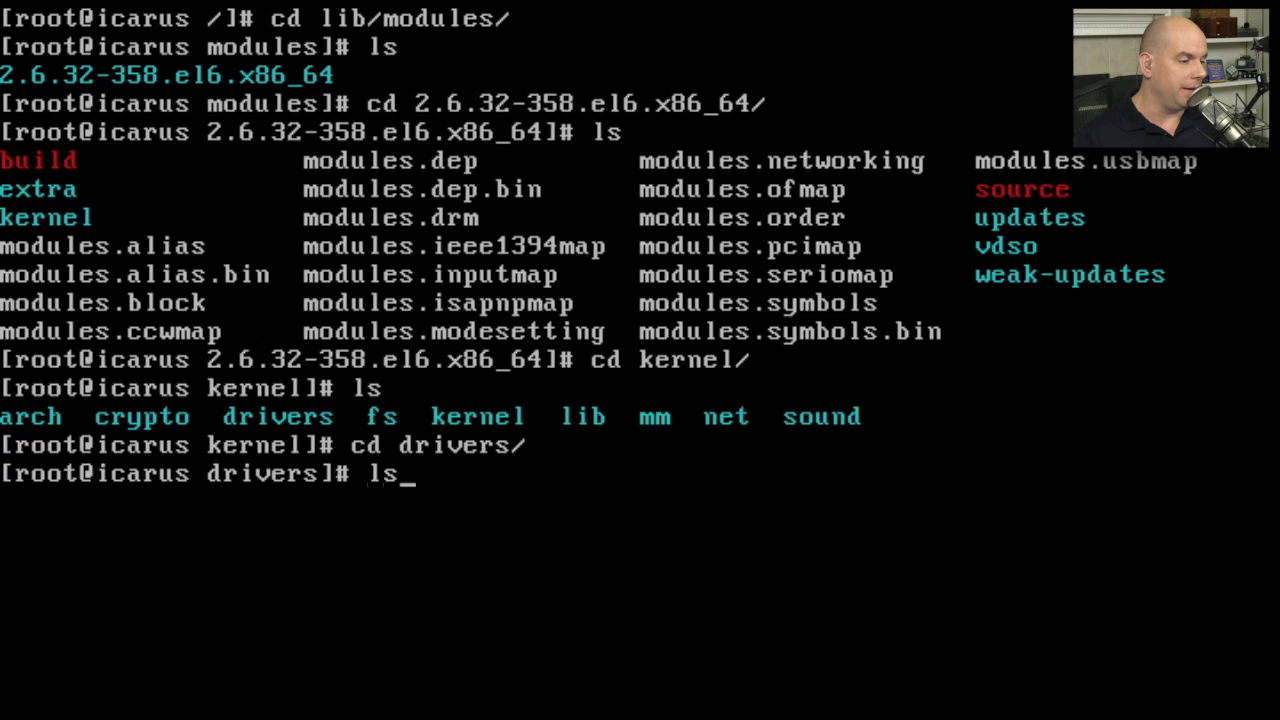 [root@icarus /]# cd lib/modules/
[root@icarus modules]# ls
2.6.32-358.el6.x86_64
[root@icarus modules]# cd 2.6.32-358.el6.x86_64/
[root@icarus 2.6.32-358.el6.x86_64]# ls
build modules.dep modules.networking modules.usbmap
extra modules.dep.bin modules.ofmap source
kernel modules.drm modules.order updates
modules.alias modules.ieee1394map modules.pcimap vdso
modules.alias.bin modules.inputmap modules.seriomap weak-updates
modules.block modules.isapnpmap modules.symbols
modules.ccwmap modules.modesetting modules.symbols.bin
[root@icarus 2.6.32-358.el6.x86_64]# cd kernel/
[root@icarus kernel]# ls
arch crypto drivers fs kernel lib mm net sound
[root@icarus kernel]# cd drivers/
[root@icarus drivers]# ls_